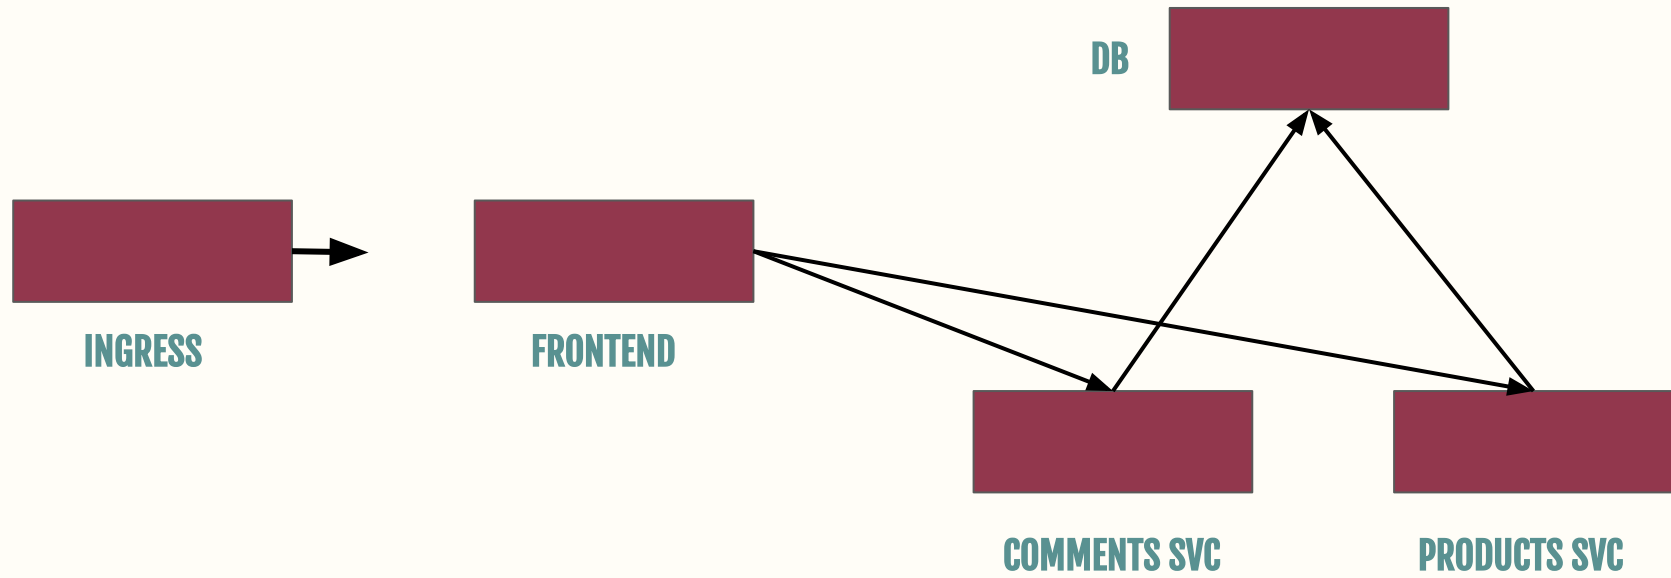 DB
INGRESS
FRONTEND
COMMENTS SVC
PRODUCTS SVC